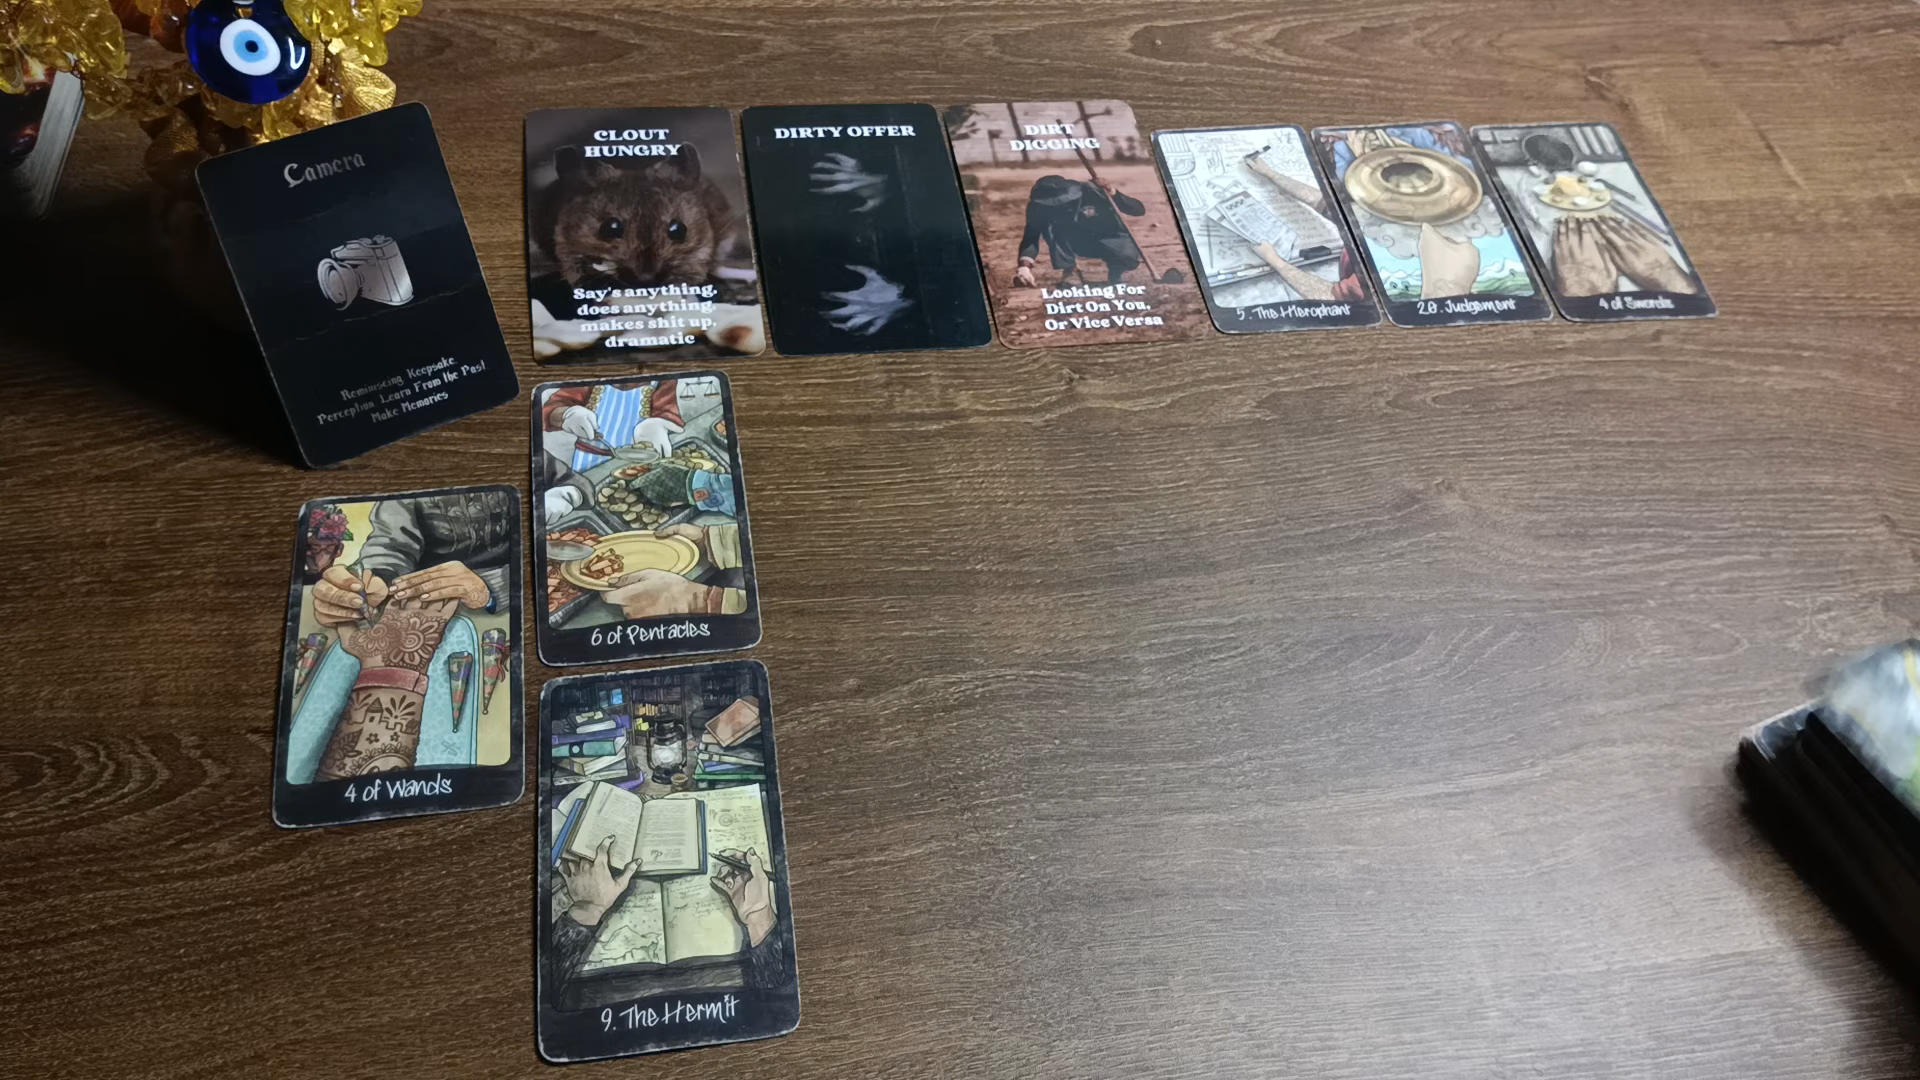 Camera
Reminiscing Keepsake
Perception Learn From the Past
Make Memories
CLOUT
HUNGRY
Say's anything,
does anything,
makes shit up,
dramatic
DIRTY OFFER
DIRT
DIGGING
Looking For
Dirt On You,
Or Vice Versa
5. The Hierophant
20. Judgement
4 of Swords
6 of Pentacles
4 of Wands
9. The Hermit